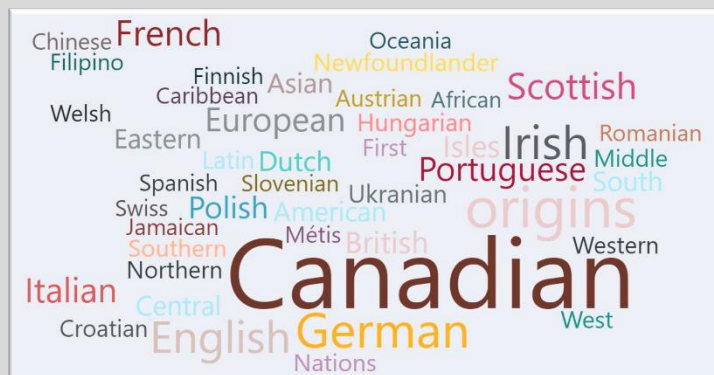 Chinese French Oceania
Filipino Finnish Asian Newfoundlander Scottish
Caribbean Austrian African
Welsh European Hungarian Irish Romanian
Eastern First Isles
Latin Dutch Portuguese Middle
Spanish Slovenian Ukranian South
Swiss Polish American origins
Jamaican Métis
Southern British Western
Northern Canadian
Italian Central West
Croatian English German
Nations